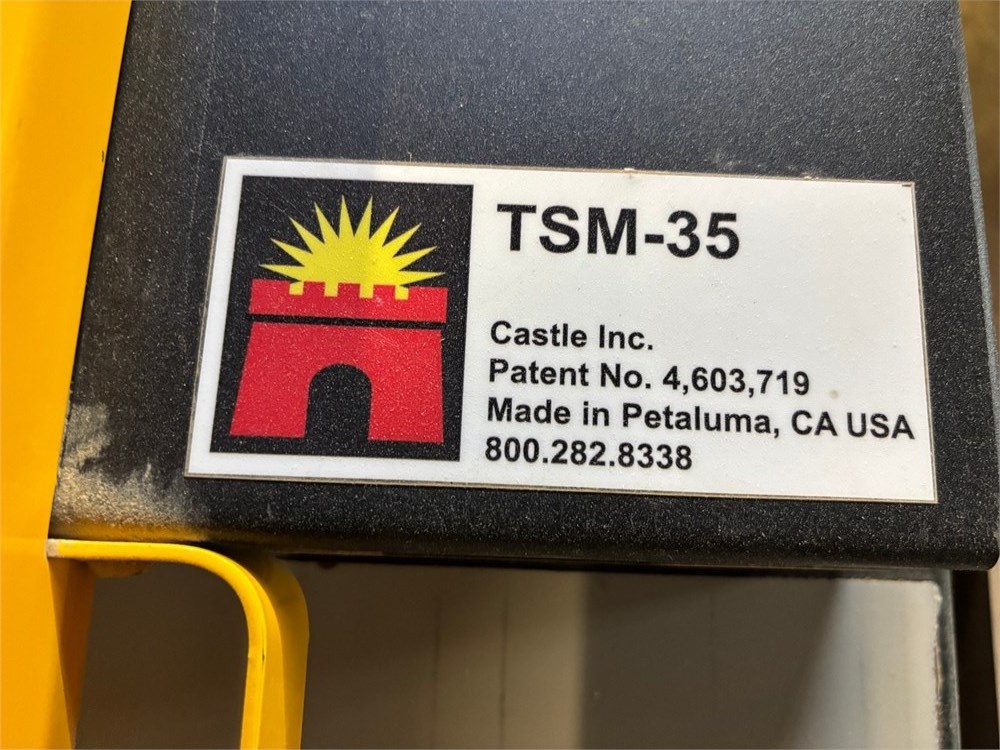 TSM-35
Castle Inc.
Patent No. 4,603,719
Made in Petaluma, CA USA
800.282.8338